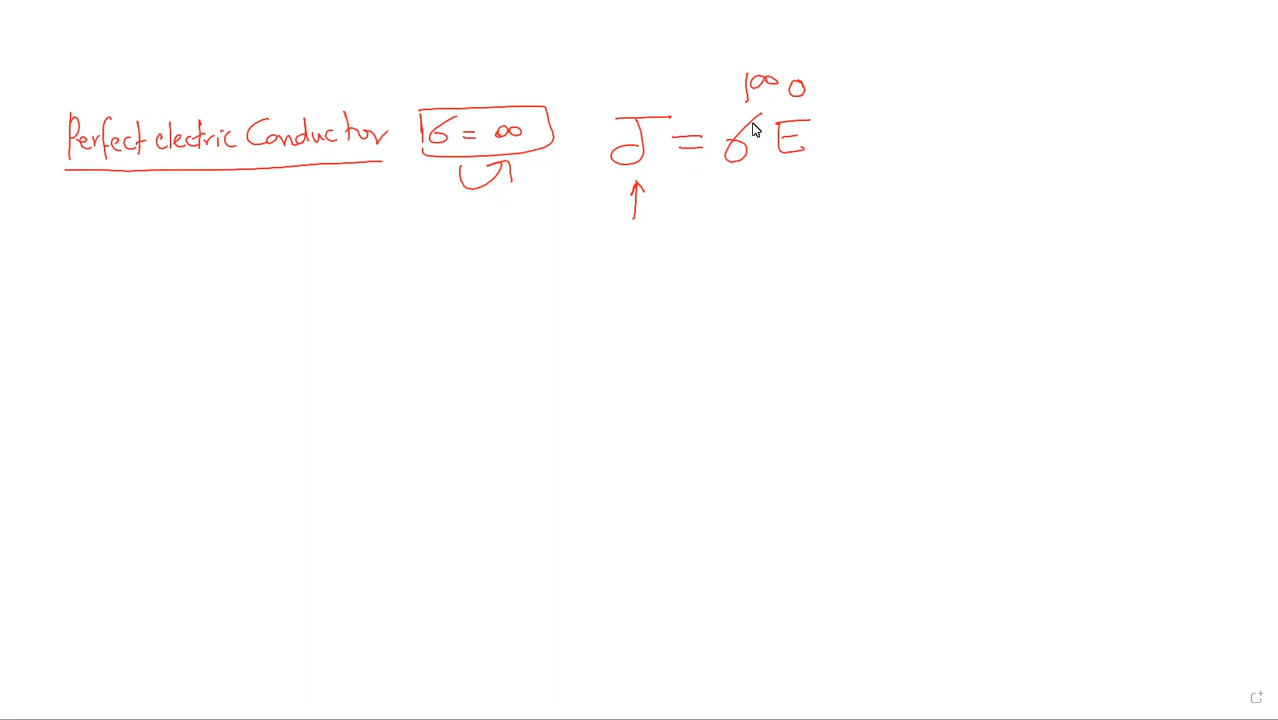 Perfect electric Conductor σ = ∞ J = σ E
∞ 0